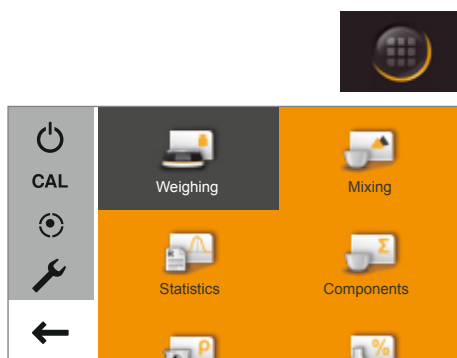 CAL
Weighing
Mixing
Σ
Statistics
Components
P
%